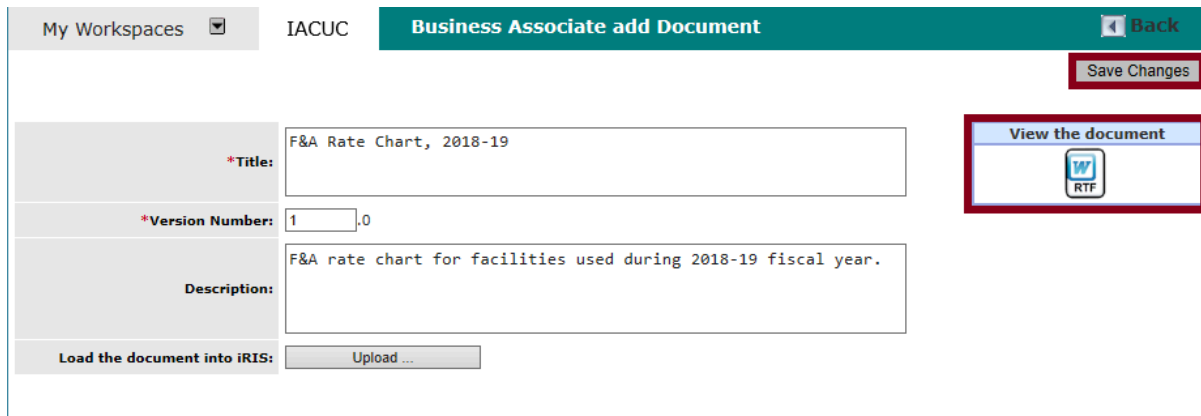 My Workspaces IACUC Business Associate add Document Back
Save Changes
*Title: F&A Rate Chart, 2018-19
View the document
W
RTF
*Version Number: 1 .0
Description: F&A rate chart for facilities used during 2018-19 fiscal year.
Load the document into iRIS: Upload ...